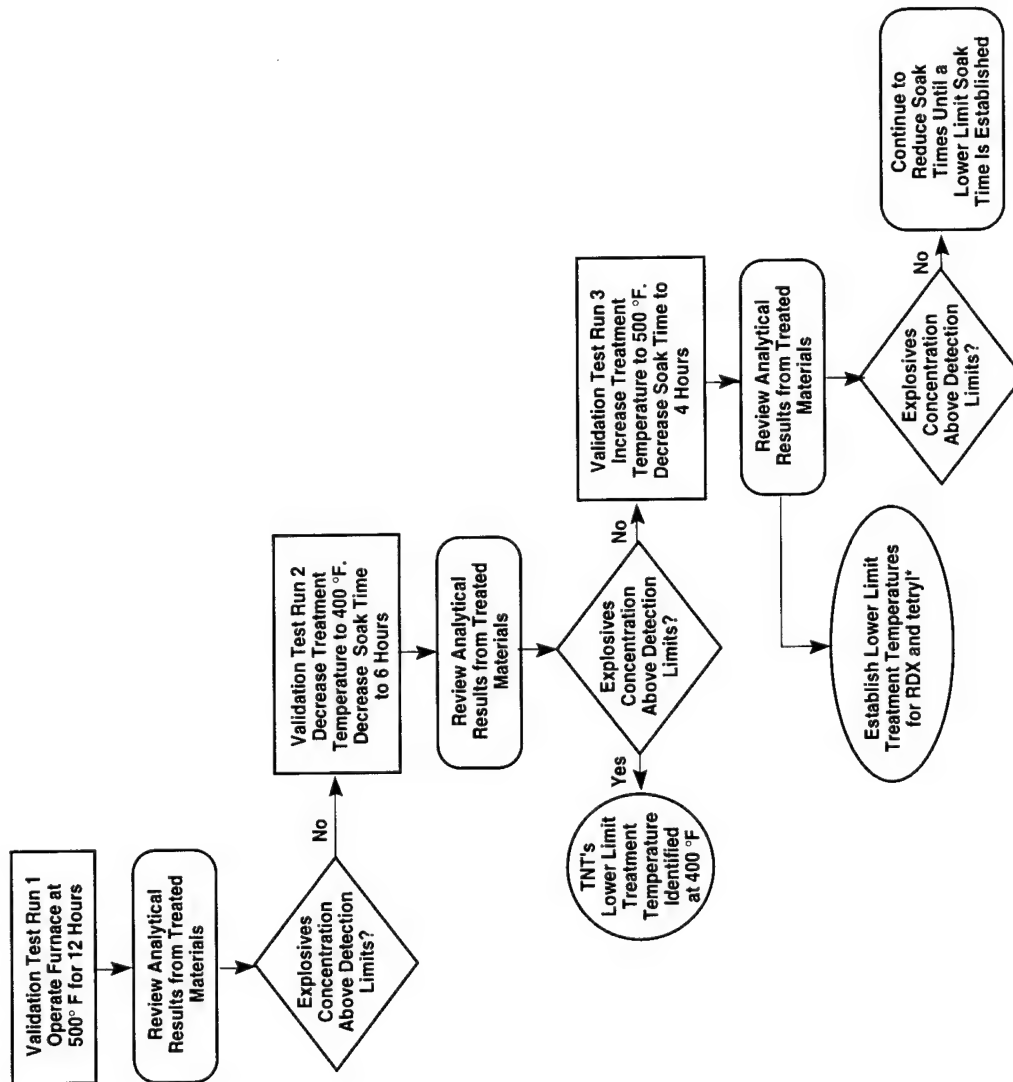 Validation Test Run 1
Operate Furnace at
500° F for 12 Hours
Review Analytical
Results from Treated
Materials
Explosives
Concentration
Above Detection
Limits?
No
Validation Test Run 2
Decrease Treatment
Temperature to 400 °F.
Decrease Soak Time
to 6 Hours
Review Analytical
Results from Treated
Materials
Explosives
Concentration
Above Detection
Limits?
Yes
TNT's
Lower Limit
Treatment
Temperature
Identified
at 400 °F
No
Validation Test Run 3
Increase Treatment
Temperature to 500 °F.
Decrease Soak Time to
4 Hours
Review Analytical
Results from Treated
Materials
Establish Lower Limit
Treatment Temperatures
for RDX and tetryl*
Explosives
Concentration
Above Detection
Limits?
No
Continue to
Reduce Soak
Times Until a
Lower Limit Soak
Time Is Established